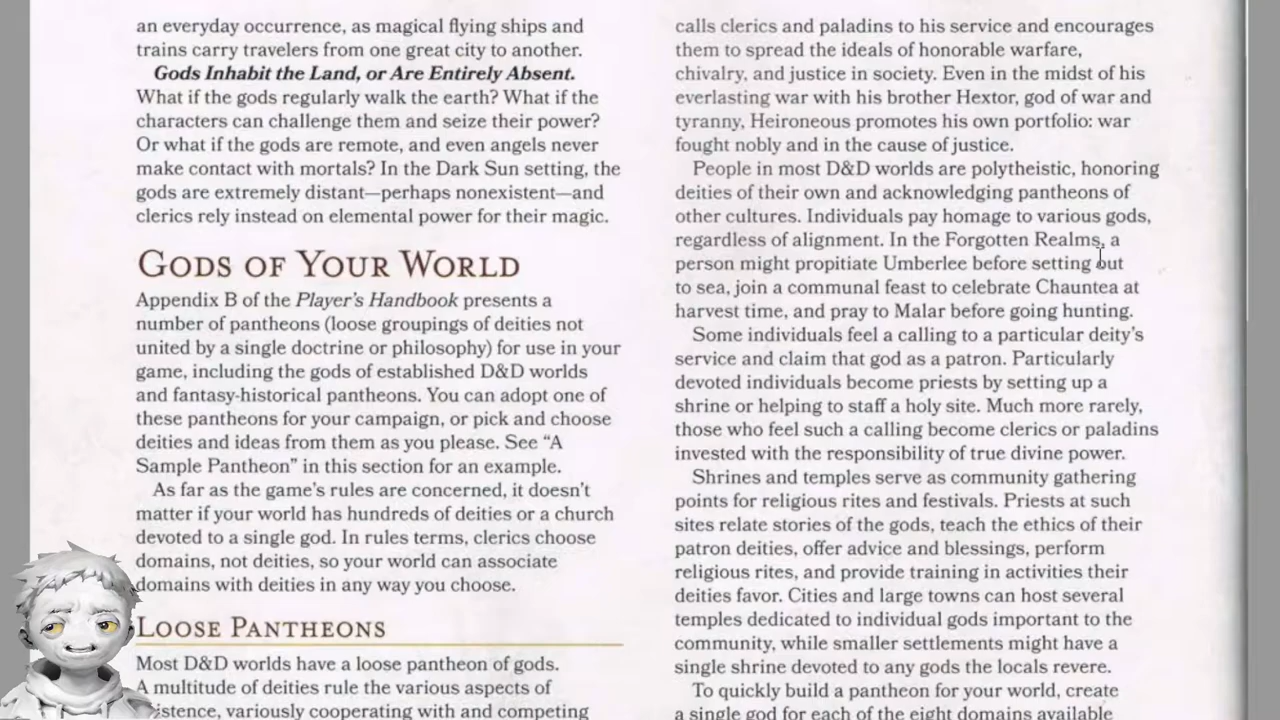 an everyday occurrence, as magical flying ships and
trains carry travelers from one great city to another.
Gods Inhabit the Land, or Are Entirely Absent.
What if the gods regularly walk the earth? What if the
characters can challenge them and seize their power?
Or what if the gods are remote, and even angels never
make contact with mortals? In the Dark Sun setting, the
gods are extremely distant—perhaps nonexistent—and
clerics rely instead on elemental power for their magic.
Gods of Your World
Appendix B of the Player's Handbook presents a
number of pantheons (loose groupings of deities not
united by a single doctrine or philosophy) for use in your
game, including the gods of established D&D worlds
and fantasy-historical pantheons. You can adopt one of
these pantheons for your campaign, or pick and choose
deities and ideas from them as you please. See “A
Sample Pantheon” in this section for an example.
As far as the game's rules are concerned, it doesn't
matter if your world has hundreds of deities or a church
devoted to a single god. In rules terms, clerics choose
domains, not deities, so your world can associate
domains with deities in any way you choose.
Loose Pantheons
Most D&D worlds have a loose pantheon of gods.
A multitude of deities rule the various aspects of
istence, variously cooperating with and competing
calls clerics and paladins to his service and encourages
them to spread the ideals of honorable warfare,
chivalry, and justice in society. Even in the midst of his
everlasting war with his brother Hextor, god of war and
tyranny, Heironeous promotes his own portfolio: war
fought nobly and in the cause of justice.
People in most D&D worlds are polytheistic, honoring
deities of their own and acknowledging pantheons of
other cultures. Individuals pay homage to various gods,
regardless of alignment. In the Forgotten Realms, a
person might propitiate Umberlee before setting out
to sea, join a communal feast to celebrate Chauntea at
harvest time, and pray to Malar before going hunting.
Some individuals feel a calling to a particular deity's
service and claim that god as a patron. Particularly
devoted individuals become priests by setting up a
shrine or helping to staff a holy site. Much more rarely,
those who feel such a calling become clerics or paladins
invested with the responsibility of true divine power.
Shrines and temples serve as community gathering
points for religious rites and festivals. Priests at such
sites relate stories of the gods, teach the ethics of their
patron deities, offer advice and blessings, perform
religious rites, and provide training in activities their
deities favor. Cities and large towns can host several
temples dedicated to individual gods important to the
community, while smaller settlements might have a
single shrine devoted to any gods the locals revere.
To quickly build a pantheon for your world, create
a single god for each of the eight domains available